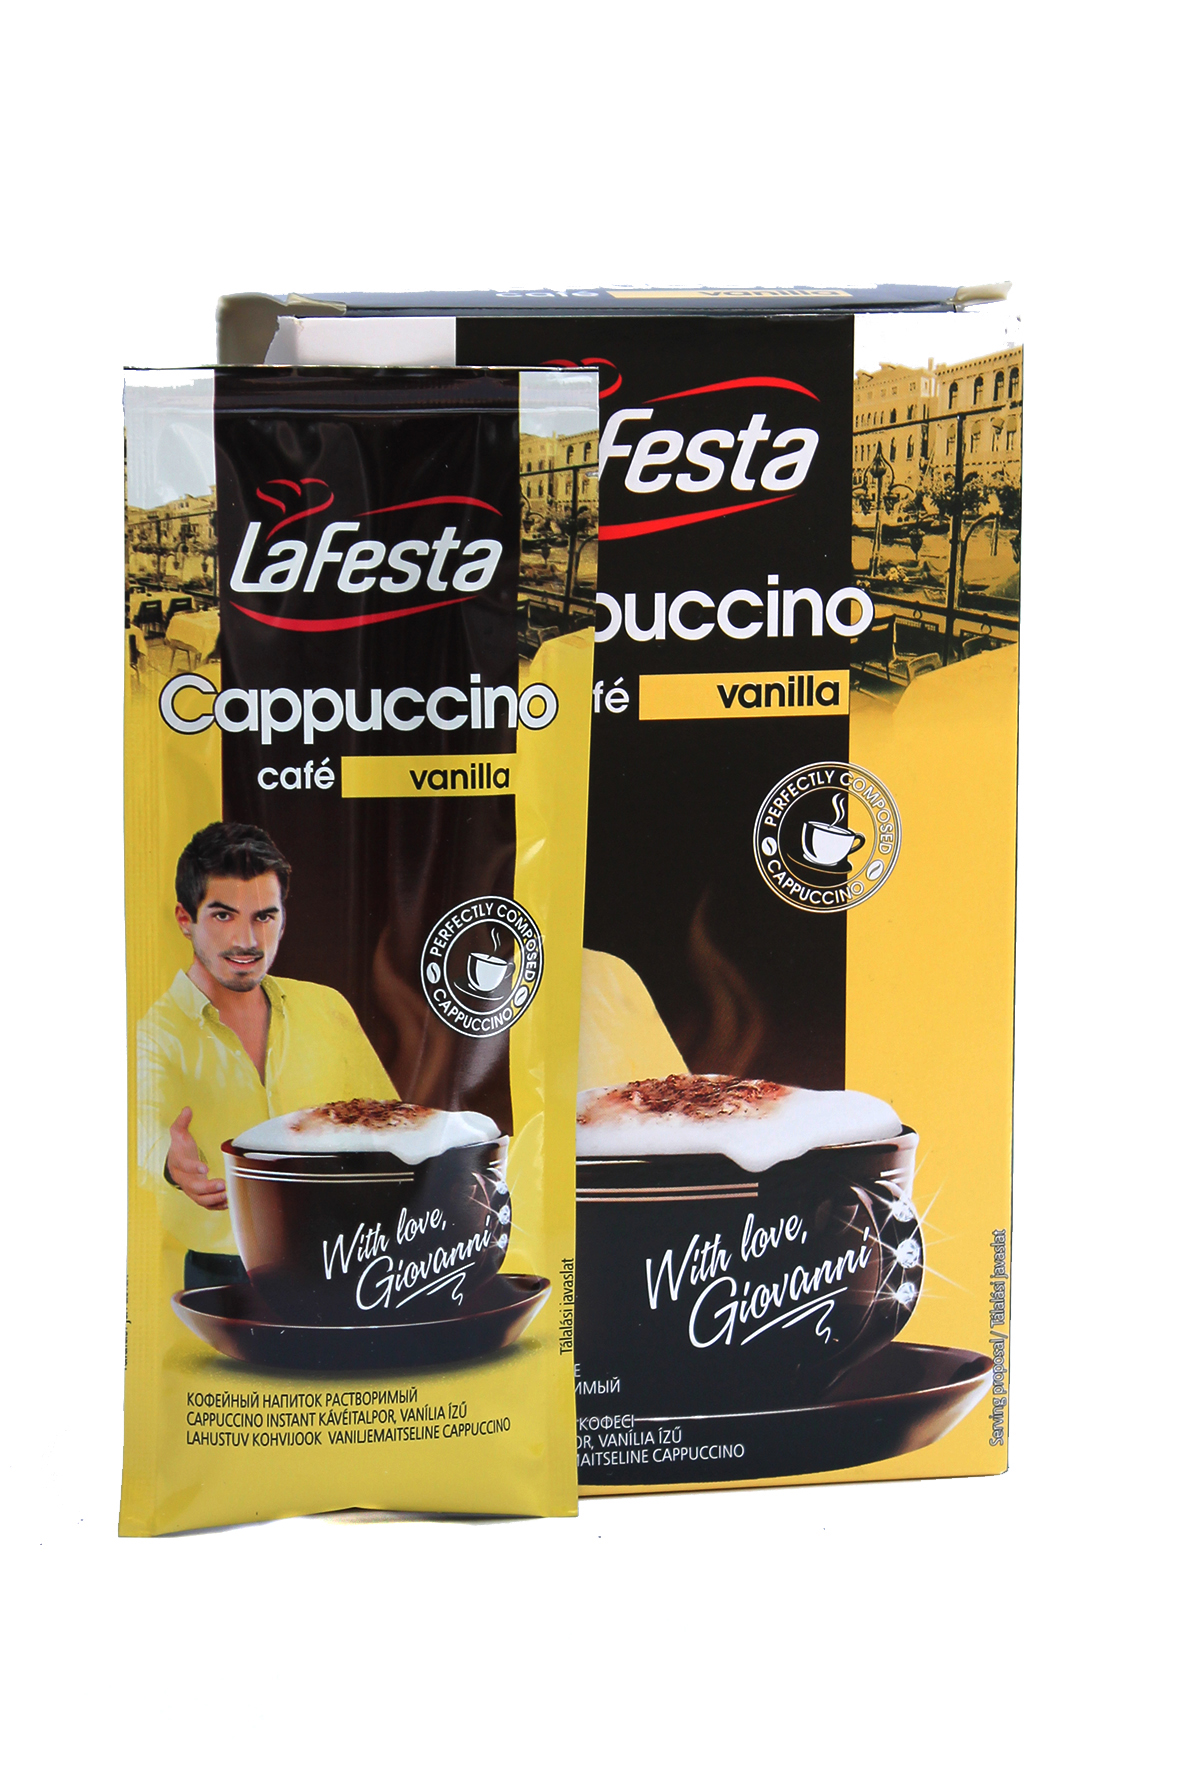 café vanilla
LaFesta
Cappuccino
café vanilla
PERFECTLY COMPOSED
CAPPUCCINO
With love,
Giovanni
Tálalási javaslat
КОФЕЙНЫЙ НАПИТОК РАСТВОРИМЫЙ
CAPPUCCINO INSTANT KÁVÉITALPOR, VANÍLIA ÍZŰ
LAHUSTUV KOHVIJOOK VANILJEMAITSELINE CAPPUCCINO
Festa
puccino
fé vanilla
PERFECTLY COMPOSED
CAPPUCCINO
With love,
Giovanni
Serving proposal / Tálalási javaslat
ИМЫЙ
КОФЕСІ
OR, VANÍLIA ÍZŰ
MAITSELINE CAPPUCCINO